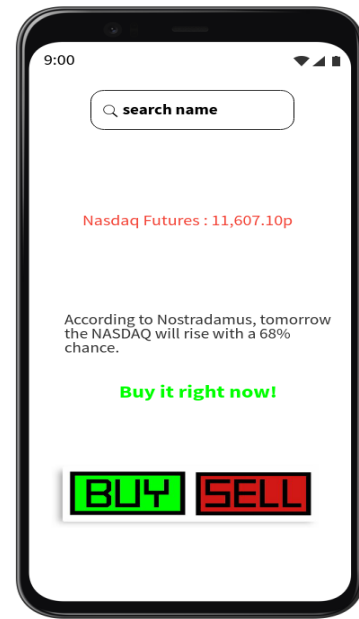 9:00
search name
Nasdaq Futures : 11,607.10p
According to Nostradamus, tomorrow
the NASDAQ will rise with a 68%
chance.
Buy it right now!
BUY SELL